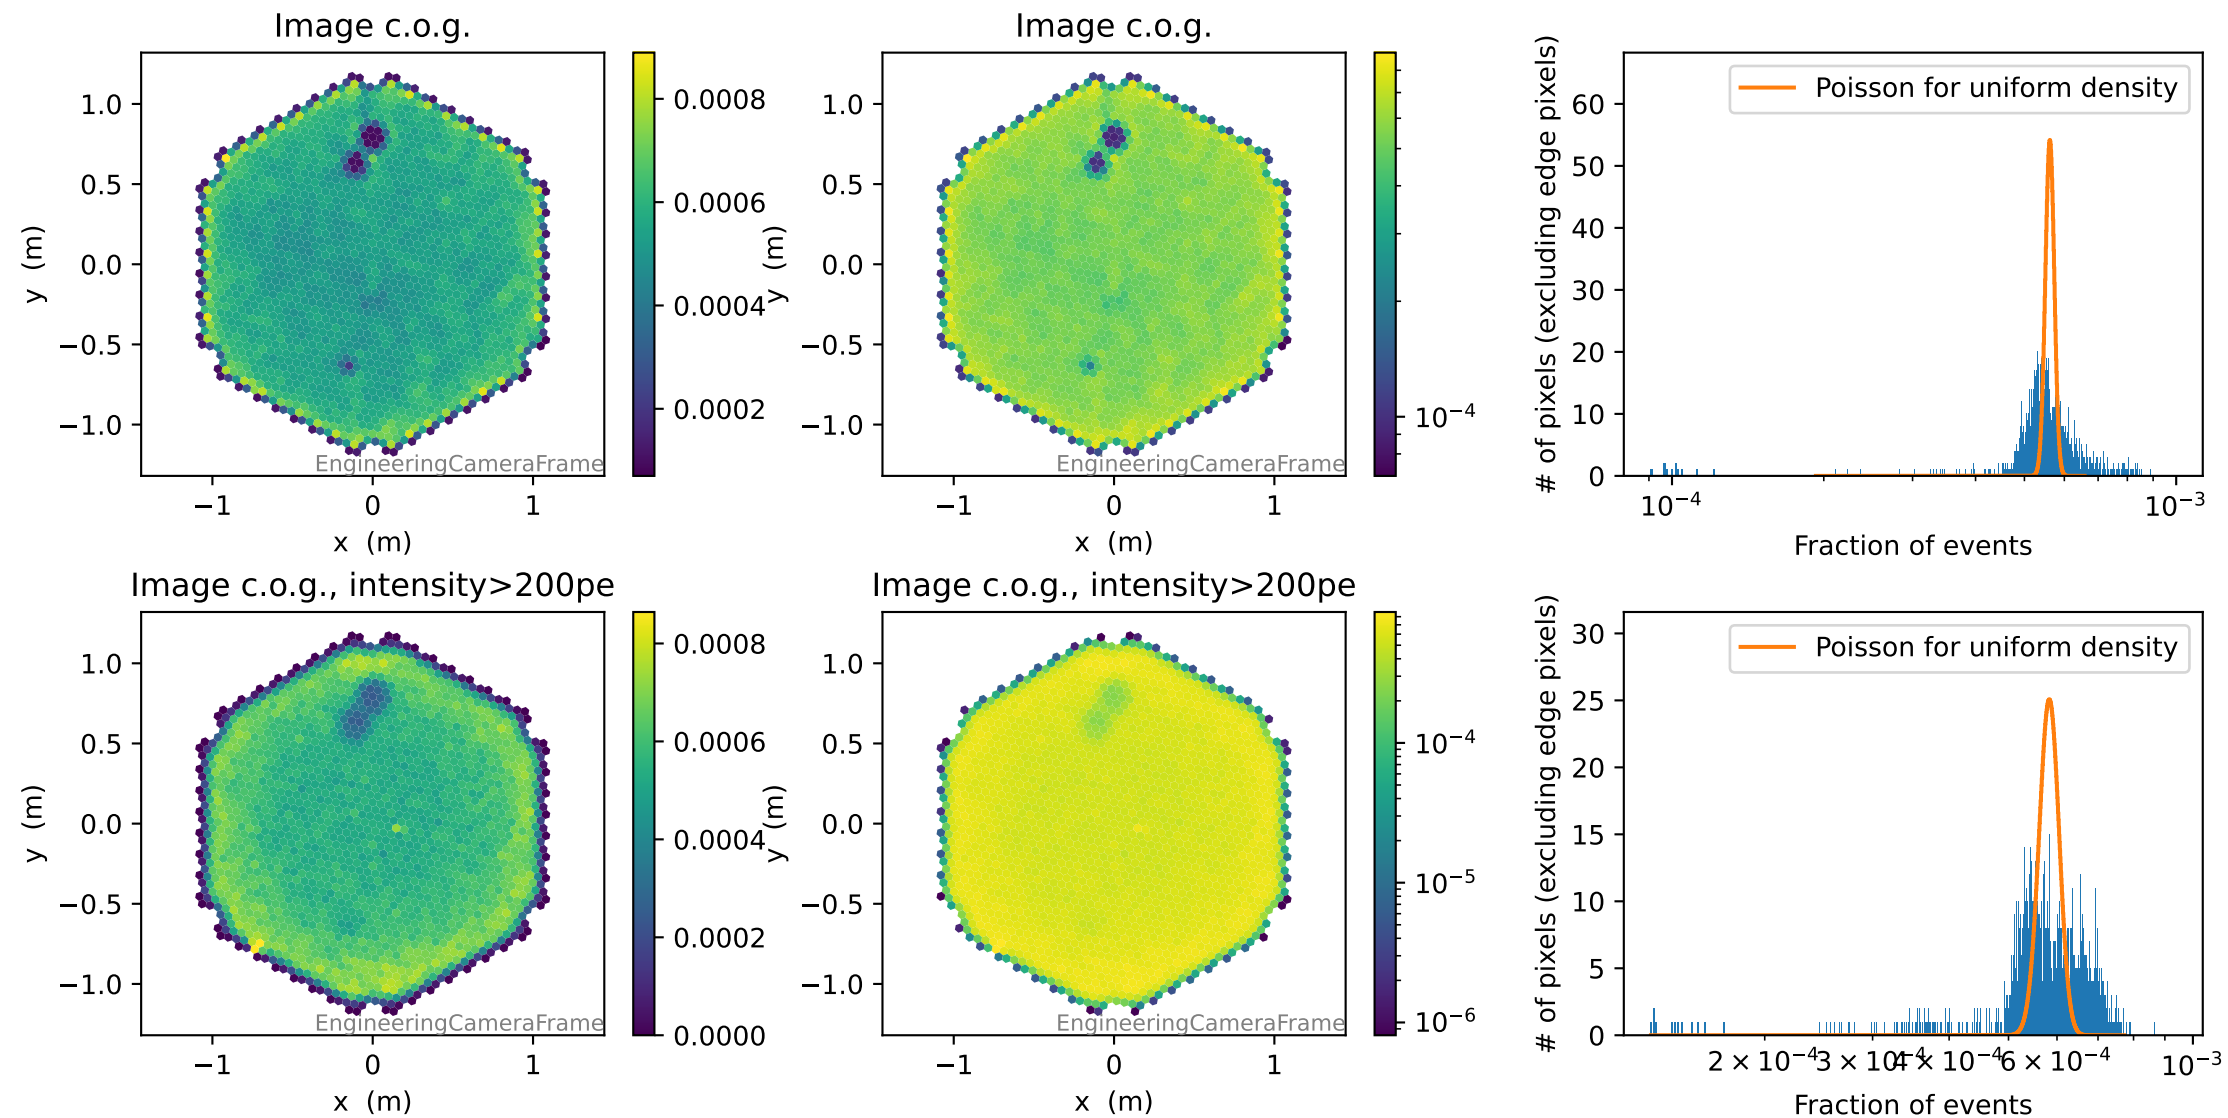 Image c.o.g.
1.0
0.5
0.0
−0.5
−1.0
y (m)
−1 0 1
x (m)
EngineeringCameraFrame
0.0008
0.0006
0.0004
0.0002
Image c.o.g.
1.0
0.5
0.0
−0.5
−1.0
y (m)
−1 0 1
x (m)
EngineeringCameraFrame
10⁻⁴
Poisson for uniform density
60
50
40
30
20
10
0
# of pixels (excluding edge pixels)
10⁻⁴ 10⁻³
Fraction of events
Image c.o.g., intensity>200pe
1.0
0.5
0.0
−0.5
−1.0
y (m)
−1 0 1
x (m)
EngineeringCameraFrame
0.0008
0.0006
0.0004
0.0002
0.0000
Image c.o.g., intensity>200pe
1.0
0.5
0.0
−0.5
−1.0
y (m)
−1 0 1
x (m)
EngineeringCameraFrame
10⁻⁴
10⁻⁵
10⁻⁶
Poisson for uniform density
30
25
20
15
10
5
0
# of pixels (excluding edge pixels)
2 × 10⁻⁴ 3 × 10⁻⁴ 4 × 10⁻⁴ 6 × 10⁻⁴ 10⁻³
Fraction of events